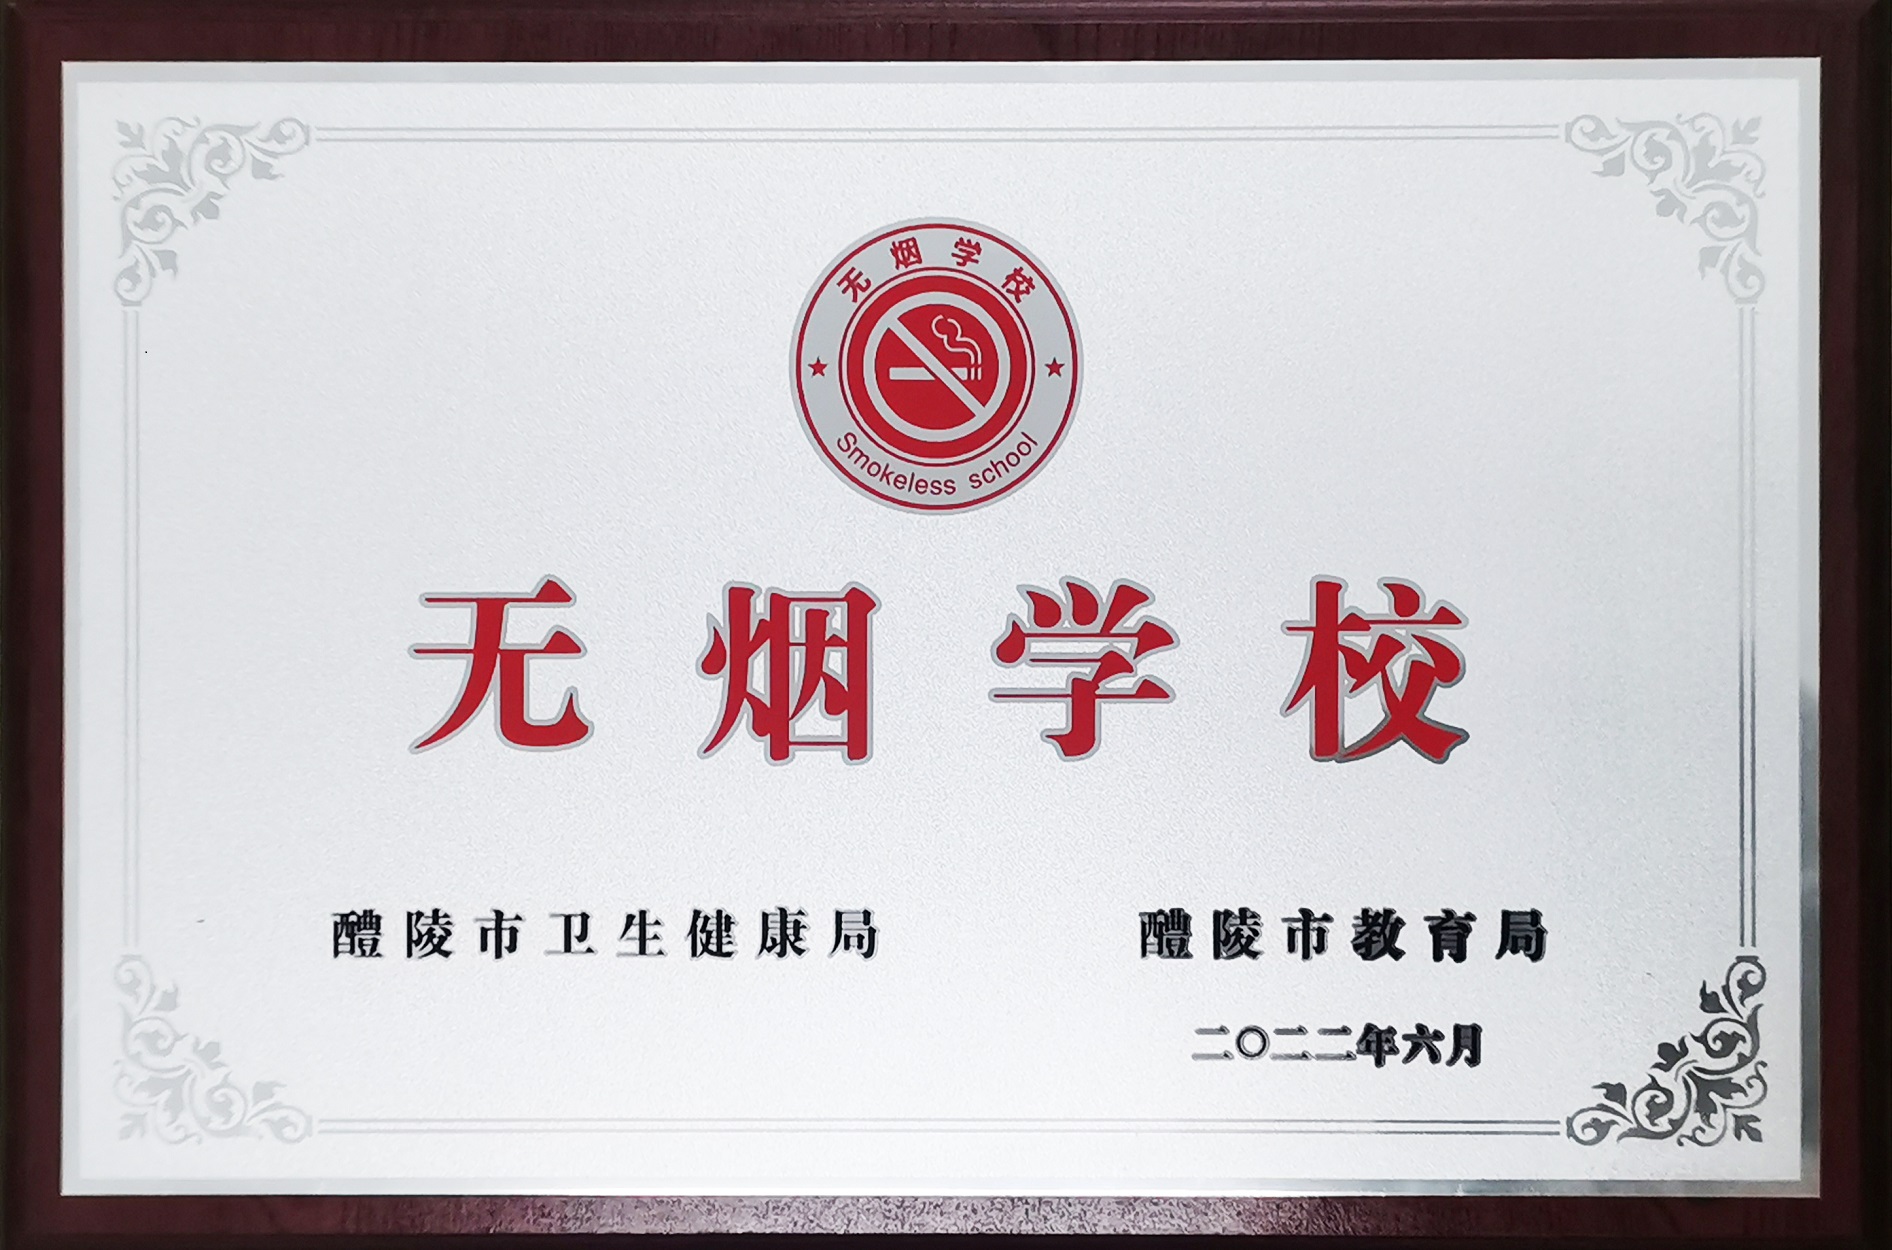 无烟学校
Smokeless school
无烟学校
醴陵市卫生健康局 醴陵市教育局
二〇二二年六月